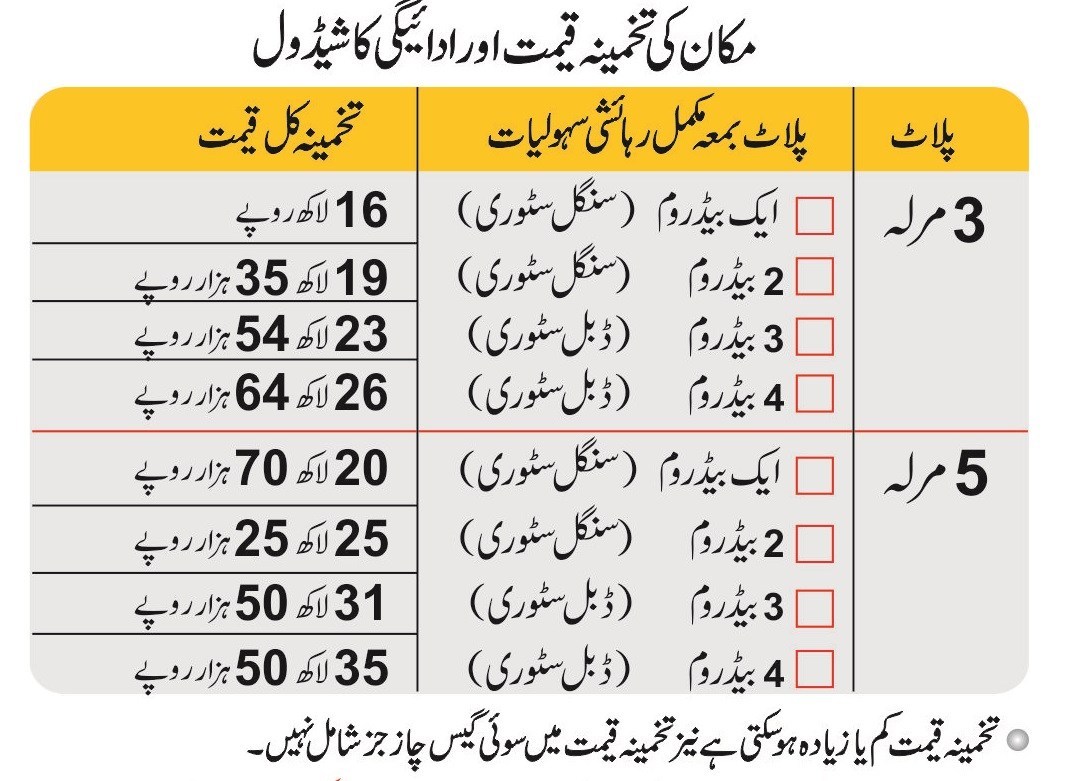 مکان کی تخمینہ قیمت اور ادائیگی کا شیڈول
پلاٹ پلاٹ بمعہ مکمل رہائشی سہولیات تخمینہ کل قیمت
3 مرلہ ایک بیڈروم (سنگل سٹوری) 16 لاکھ روپے
2 بیڈروم (سنگل سٹوری) 19 لاکھ 35 ہزار روپے
3 بیڈروم (ڈبل سٹوری) 23 لاکھ 54 ہزار روپے
4 بیڈروم (ڈبل سٹوری) 26 لاکھ 64 ہزار روپے
5 مرلہ ایک بیڈروم (سنگل سٹوری) 20 لاکھ 70 ہزار روپے
2 بیڈروم (سنگل سٹوری) 25 لاکھ 25 ہزار روپے
3 بیڈروم (ڈبل سٹوری) 31 لاکھ 50 ہزار روپے
4 بیڈروم (ڈبل سٹوری) 35 لاکھ 50 ہزار روپے
تخمینہ قیمت کم یا زیادہ ہوسکتی ہے نیز تخمینہ قیمت میں سوئی گیس چارجز شامل نہیں۔